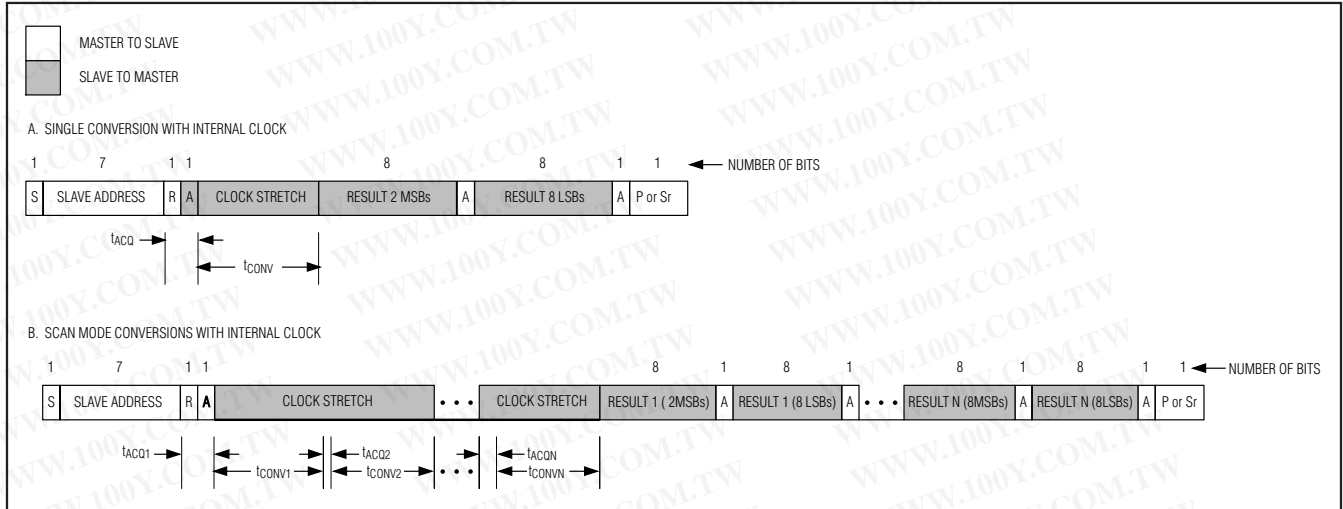 MASTER TO SLAVE
SLAVE TO MASTER
A. SINGLE CONVERSION WITH INTERNAL CLOCK
1 7 1 1 8 8 1 1 NUMBER OF BITS
S SLAVE ADDRESS R A CLOCK STRETCH RESULT 2 MSBs A RESULT 8 LSBs A P or Sr
tACQ
tCONV
B. SCAN MODE CONVERSIONS WITH INTERNAL CLOCK
1 7 1 1 8 1 8 1 8 1 8 1 1 NUMBER OF BITS
S SLAVE ADDRESS R A CLOCK STRETCH • • • CLOCK STRETCH RESULT 1 ( 2MSBs) A RESULT 1 (8 LSBs) A • • • RESULT N (8MSBs) A RESULT N (8LSBs) A P or Sr
tACQ1 tACQ2 tACQN
tCONV1 tCONV2 • • • tCONVN
WWW.100Y.COM.TW